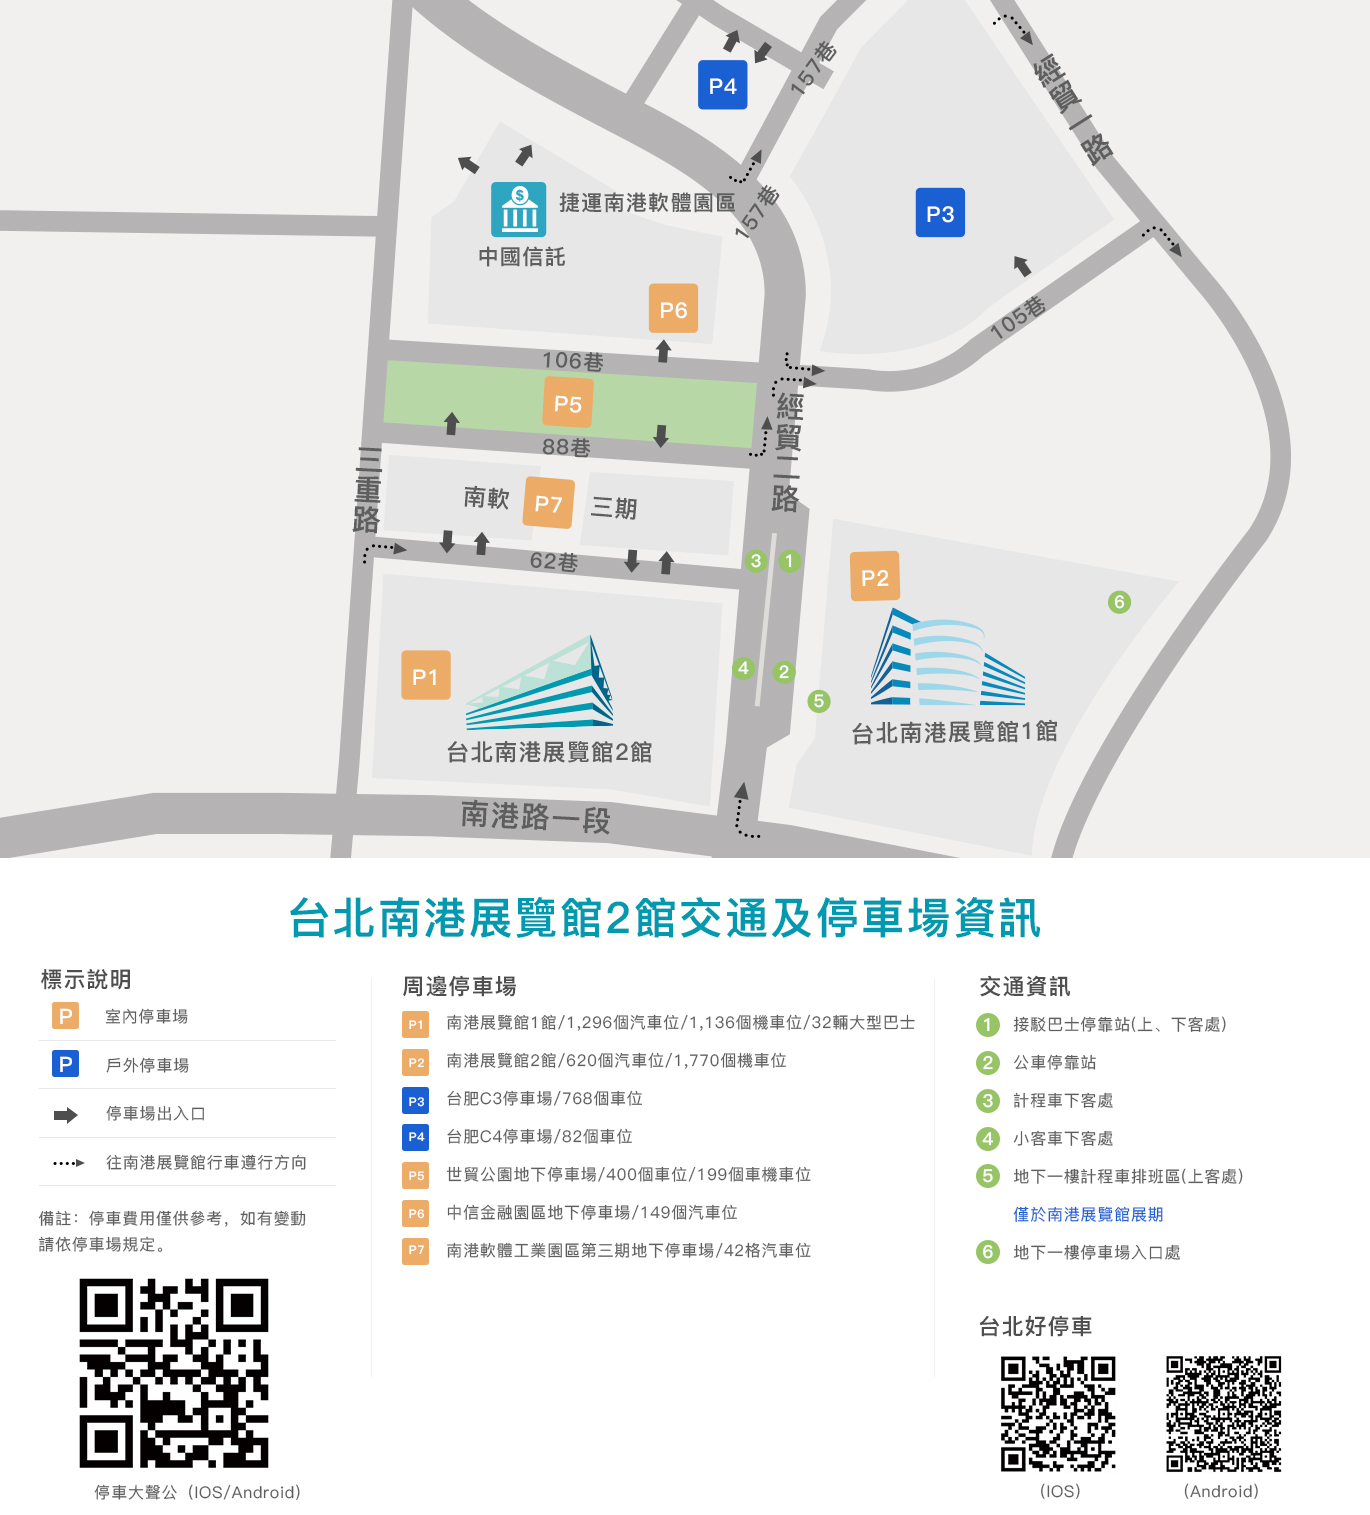 經貿一路
157巷
P4
P3
捷運南港軟體園區
157巷
中國信託
P6
105巷
106巷
P5
經貿二路
88巷
三重路
南軟
P7
三期
62巷
3
1
P2
6
4
2
5
P1
台北南港展覽館1館
台北南港展覽館2館
南港路一段
台北南港展覽館2館交通及停車場資訊
標示說明
P 室內停車場
P 戶外停車場
停車場出入口
往南港展覽館行車遵行方向
備註：停車費用僅供參考，如有變動
請依停車場規定。
停車大聲公（IOS/Android）
周邊停車場
P1 南港展覽館1館/1,296個汽車位/1,136個機車位/32輛大型巴士
P2 南港展覽館2館/620個汽車位/1,770個機車位
P3 台肥C3停車場/768個車位
P4 台肥C4停車場/82個車位
P5 世貿公園地下停車場/400個車位/199個車機車位
P6 中信金融園區地下停車場/149個汽車位
P7 南港軟體工業園區第三期地下停車場/42格汽車位
交通資訊
1 接駁巴士停靠站(上、下客處)
2 公車停靠站
3 計程車下客處
4 小客車下客處
5 地下一樓計程車排班區(上客處)
僅於南港展覽館展期
6 地下一樓停車場入口處
台北好停車
（IOS）
（Android）